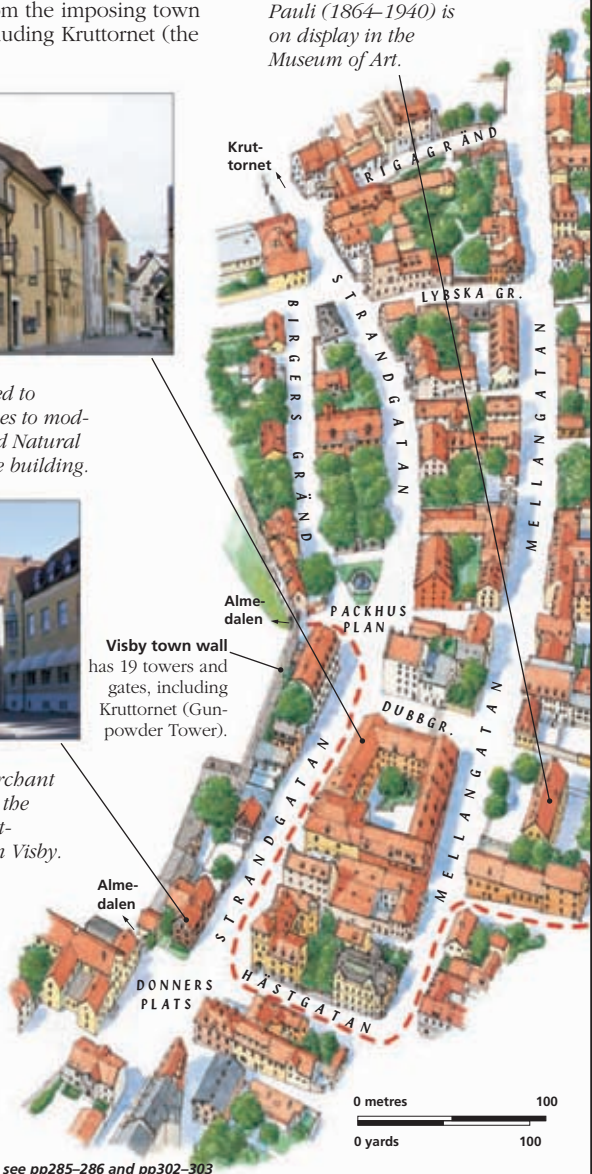 om the imposing town
luding Kruttornet (the
Pauli (1864–1940) is
on display in the
Museum of Art.
Krut-
tornet
RIGAGRÄND
LYBSKA GR.
STRANDGATAN
BIRGERS GRÄND
MELLANGATAN
ed to
es to mod-
d Natural
e building.
Alme-
dalen
PACKHUS
PLAN
Visby town wall
has 19 towers and
gates, including
Kruttornet (Gun-
powder Tower).
DUBBGR.
STRANDGATAN
MELLANGATAN
rchant
the
t-
n Visby.
Alme-
dalen
DONNERS
PLATS
HÄSTGATAN
0 metres 100
0 yards 100
see pp285–286 and pp302–303